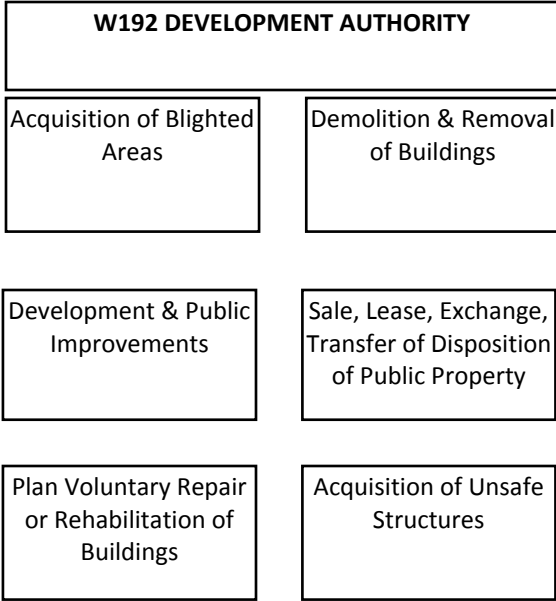 W192 DEVELOPMENT AUTHORITY
Acquisition of Blighted
Areas
Demolition & Removal
of Buildings
Development & Public
Improvements
Sale, Lease, Exchange,
Transfer of Disposition
of Public Property
Plan Voluntary Repair
or Rehabilitation of
Buildings
Acquisition of Unsafe
Structures